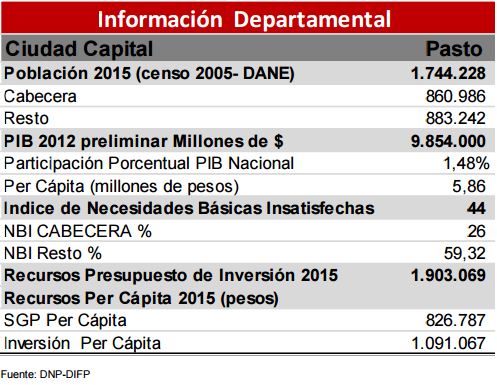 Información Departamental
Ciudad Capital Pasto
Población 2015 (censo 2005- DANE) 1.744.228
Cabecera 860.986
Resto 883.242
PIB 2012 preliminar Millones de $ 9.854.000
Participación Porcentual PIB Nacional 1,48%
Per Cápita (millones de pesos) 5,86
Indice de Necesidades Básicas Insatisfechas 44
NBI CABECERA % 26
NBI Resto % 59,32
Recursos Presupuesto de Inversión 2015 1.903.069
Recursos Per Cápita 2015 (pesos)
SGP Per Cápita 826.787
Inversión Per Cápita 1.091.067
Fuente: DNP-DIFP